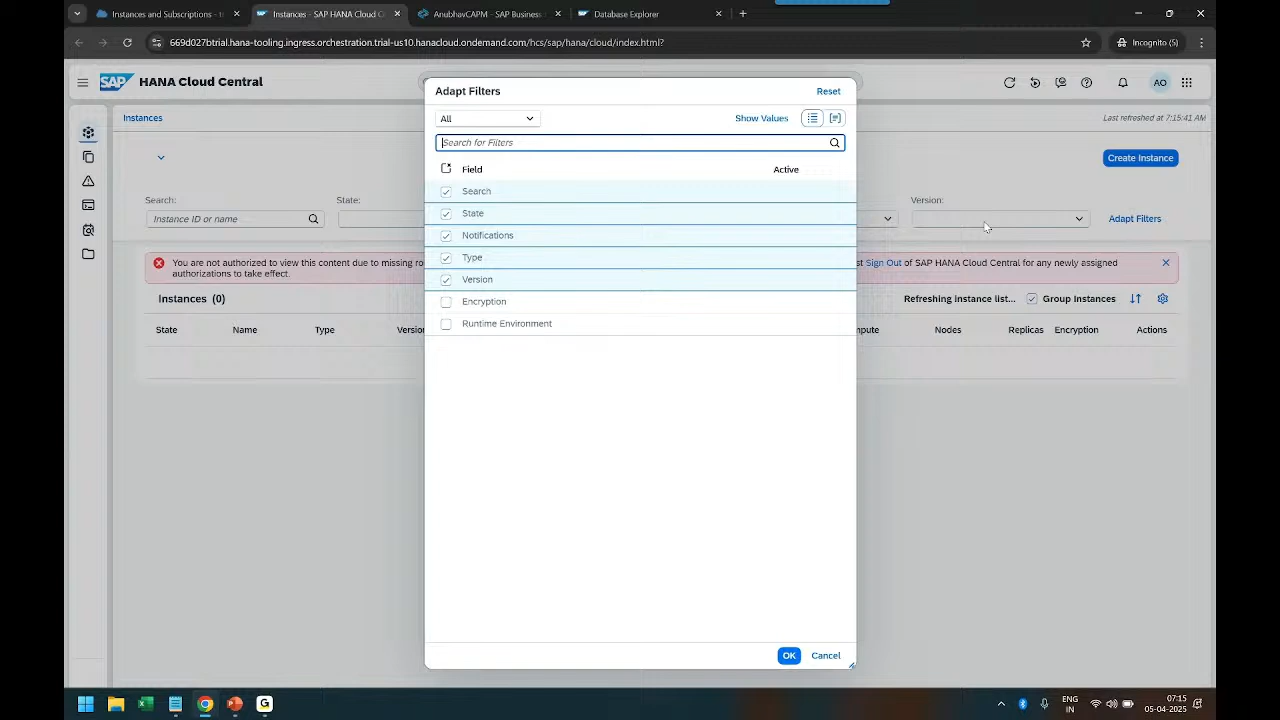 Instances and Subscriptions - t
Instances - SAP HANA Cloud C
AnubhavCAPM - SAP Business
Database Explorer
669d027btrial.hana-tooling.ingress.orchestration.trial-us10.hanacloud.ondemand.com/hcs/sap/hana/cloud/index.html?
Incognito (5)
SAP
HANA Cloud Central
AO
Instances
Last refreshed at 7:15:41 AM
Create Instance
Search:
State:
Version:
Instance ID or name
Adapt Filters
You are not authorized to view this content due to missing ro
st Sign Out of SAP HANA Cloud Central for any newly assigned
authorizations to take effect.
Instances (0)
Refreshing instance list...
Group Instances
State
Name
Type
Versio
npute
Nodes
Replicas
Encryption
Actions
Adapt Filters
Reset
All
Show Values
Search for Filters
Field
Active
Search
State
Notifications
Type
Version
Encryption
Runtime Environment
OK
Cancel
ENG
IN
07:15
05-04-2025